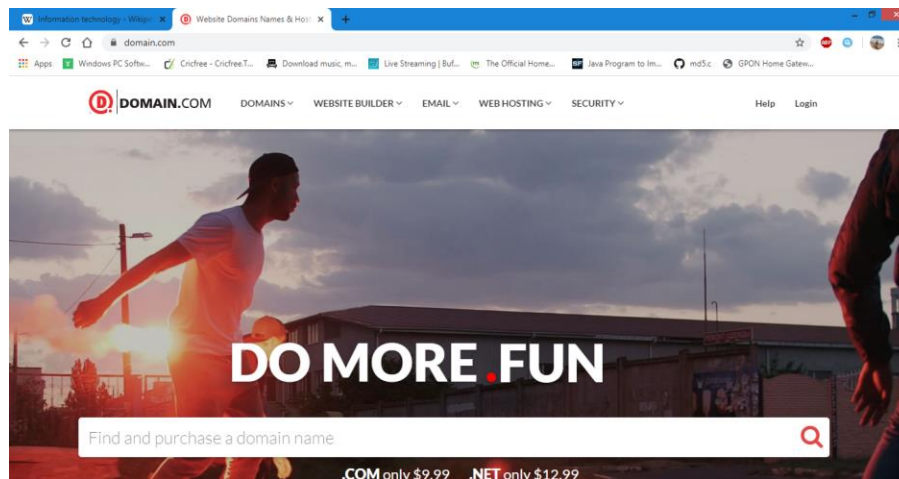 Information technology - Wikip
Website Domains Names & Hos
domain.com
Apps
Windows PC Softw...
Cricfree - Cricfree.T...
Download music, m...
Live Streaming | Buf...
The Official Home...
Java Program to Im...
md5.c
GPON Home Gatew...
DOMAIN.COM
DOMAINS
WEBSITE BUILDER
EMAIL
WEB HOSTING
SECURITY
Help
Login
DO MORE .FUN
Find and purchase a domain name
.COM only $9.99 .NET only $12.99